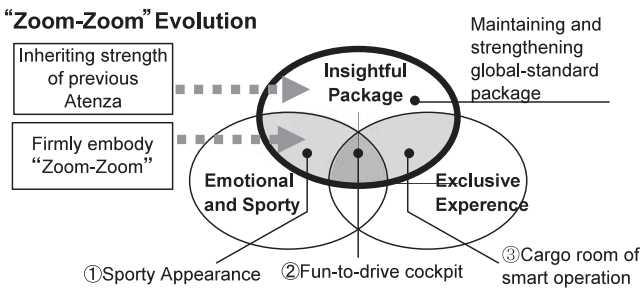 “Zoom-Zoom” Evolution
Inheriting strength
of previous
Atenza
Firmly embody
“Zoom-Zoom”
Insightful
Package
Maintaining and
strengthening
global-standard
package
Emotional
and Sporty
Exclusive
Experence
①Sporty Appearance
②Fun-to-drive cockpit
③Cargo room of
smart operation